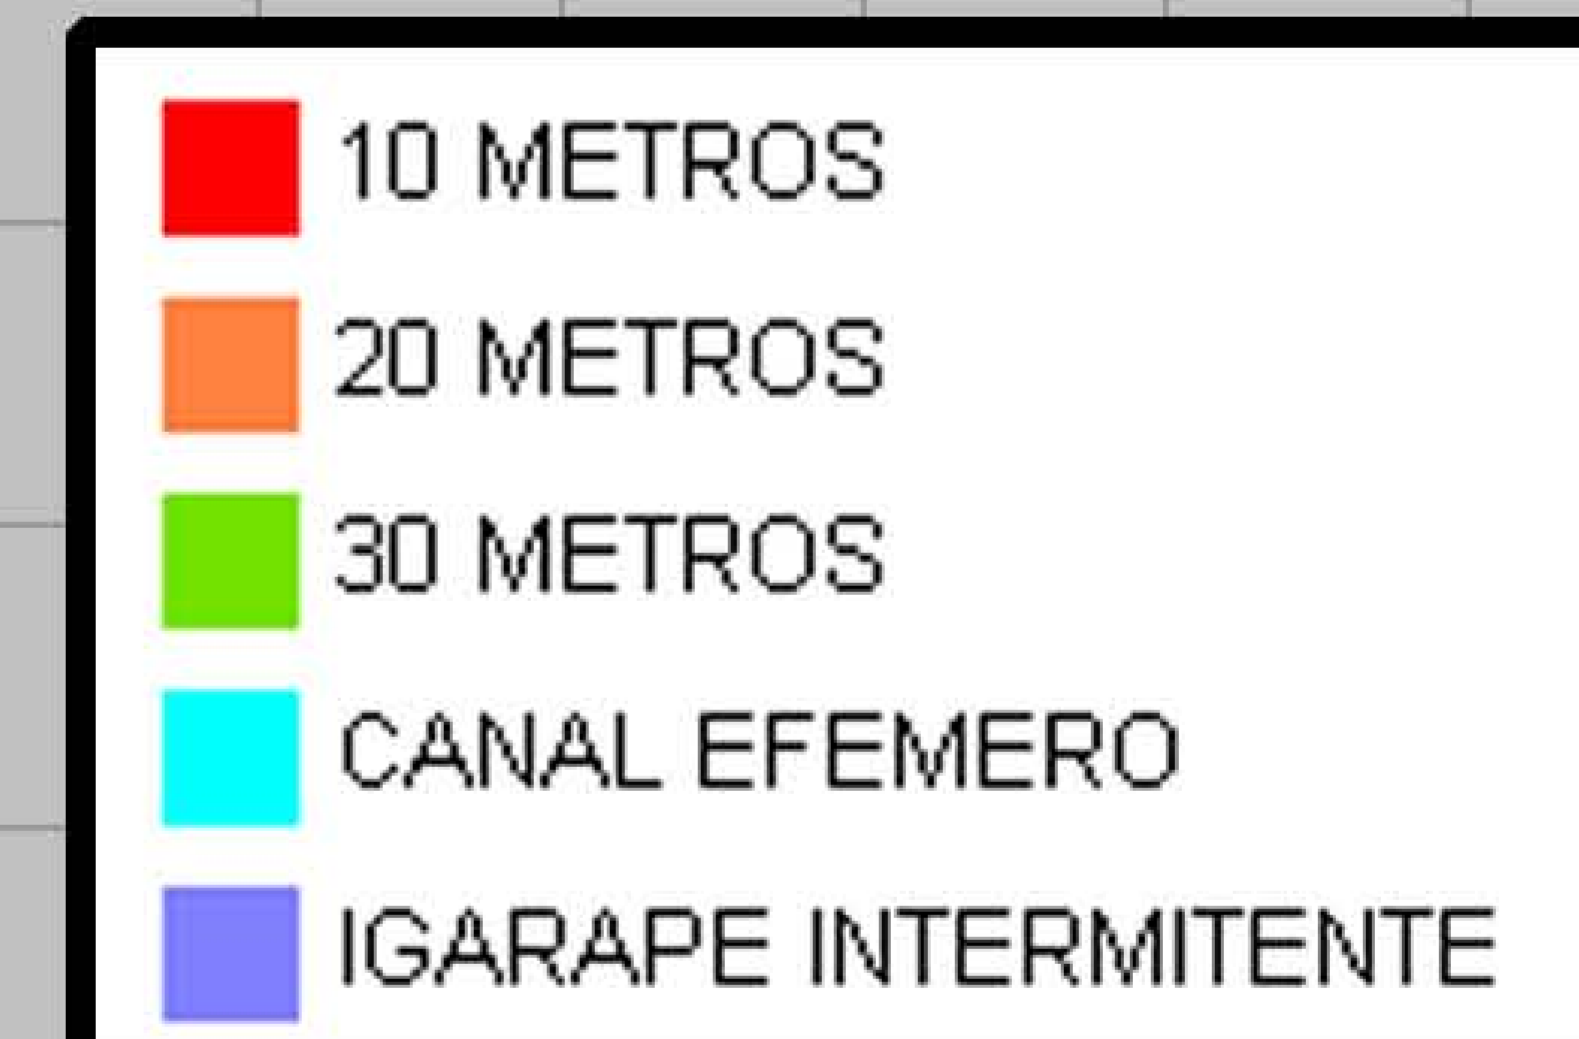 10 METROS
20 METROS
30 METROS
CANAL EFEMERO
IGARAPE INTERMITENTE